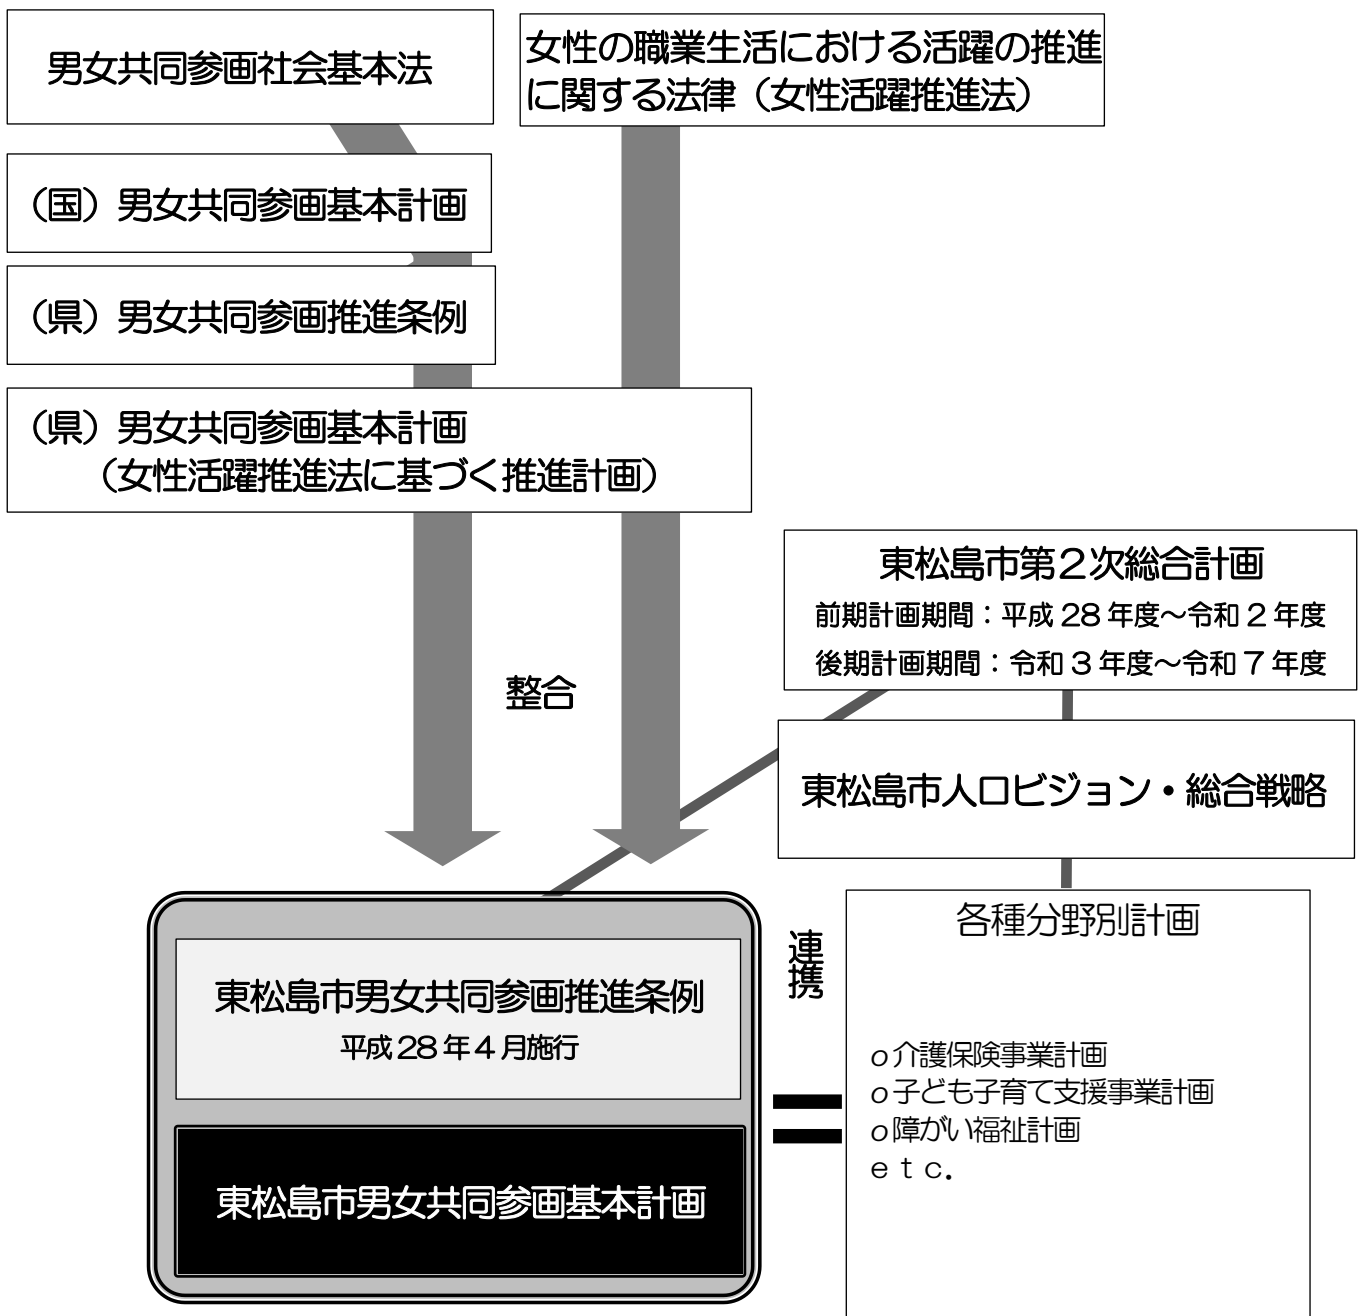 男女共同参画社会基本法
女性の職業生活における活躍の推進
に関する法律（女性活躍推進法）
（国）男女共同参画基本計画
（県）男女共同参画推進条例
（県）男女共同参画基本計画
（女性活躍推進法に基づく推進計画）
東松島市第２次総合計画
前期計画期間：平成 28 年度～令和 2 年度
後期計画期間：令和 3 年度～令和 7 年度
整合
東松島市人口ビジョン・総合戦略
東松島市男女共同参画推進条例
平成 28 年 4 月施行
東松島市男女共同参画基本計画
連携
各種分野別計画
o 介護保険事業計画
o 子ども子育て支援事業計画
o 障がい福祉計画
ｅｔｃ．